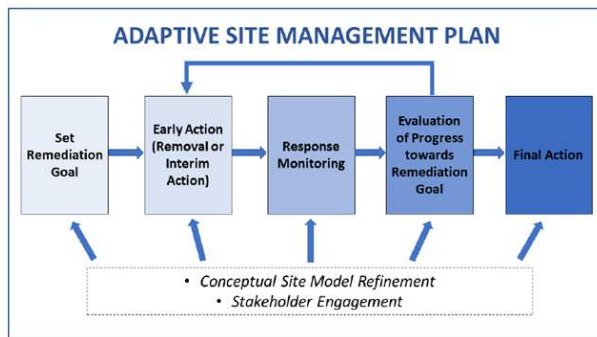 ADAPTIVE SITE MANAGEMENT PLAN
Set
Remediation
Goal
Early Action
(Removal or
Interim
Action)
Response
Monitoring
Evaluation
of Progress
towards
Remediation
Goal
Final Action
• Conceptual Site Model Refinement
• Stakeholder Engagement